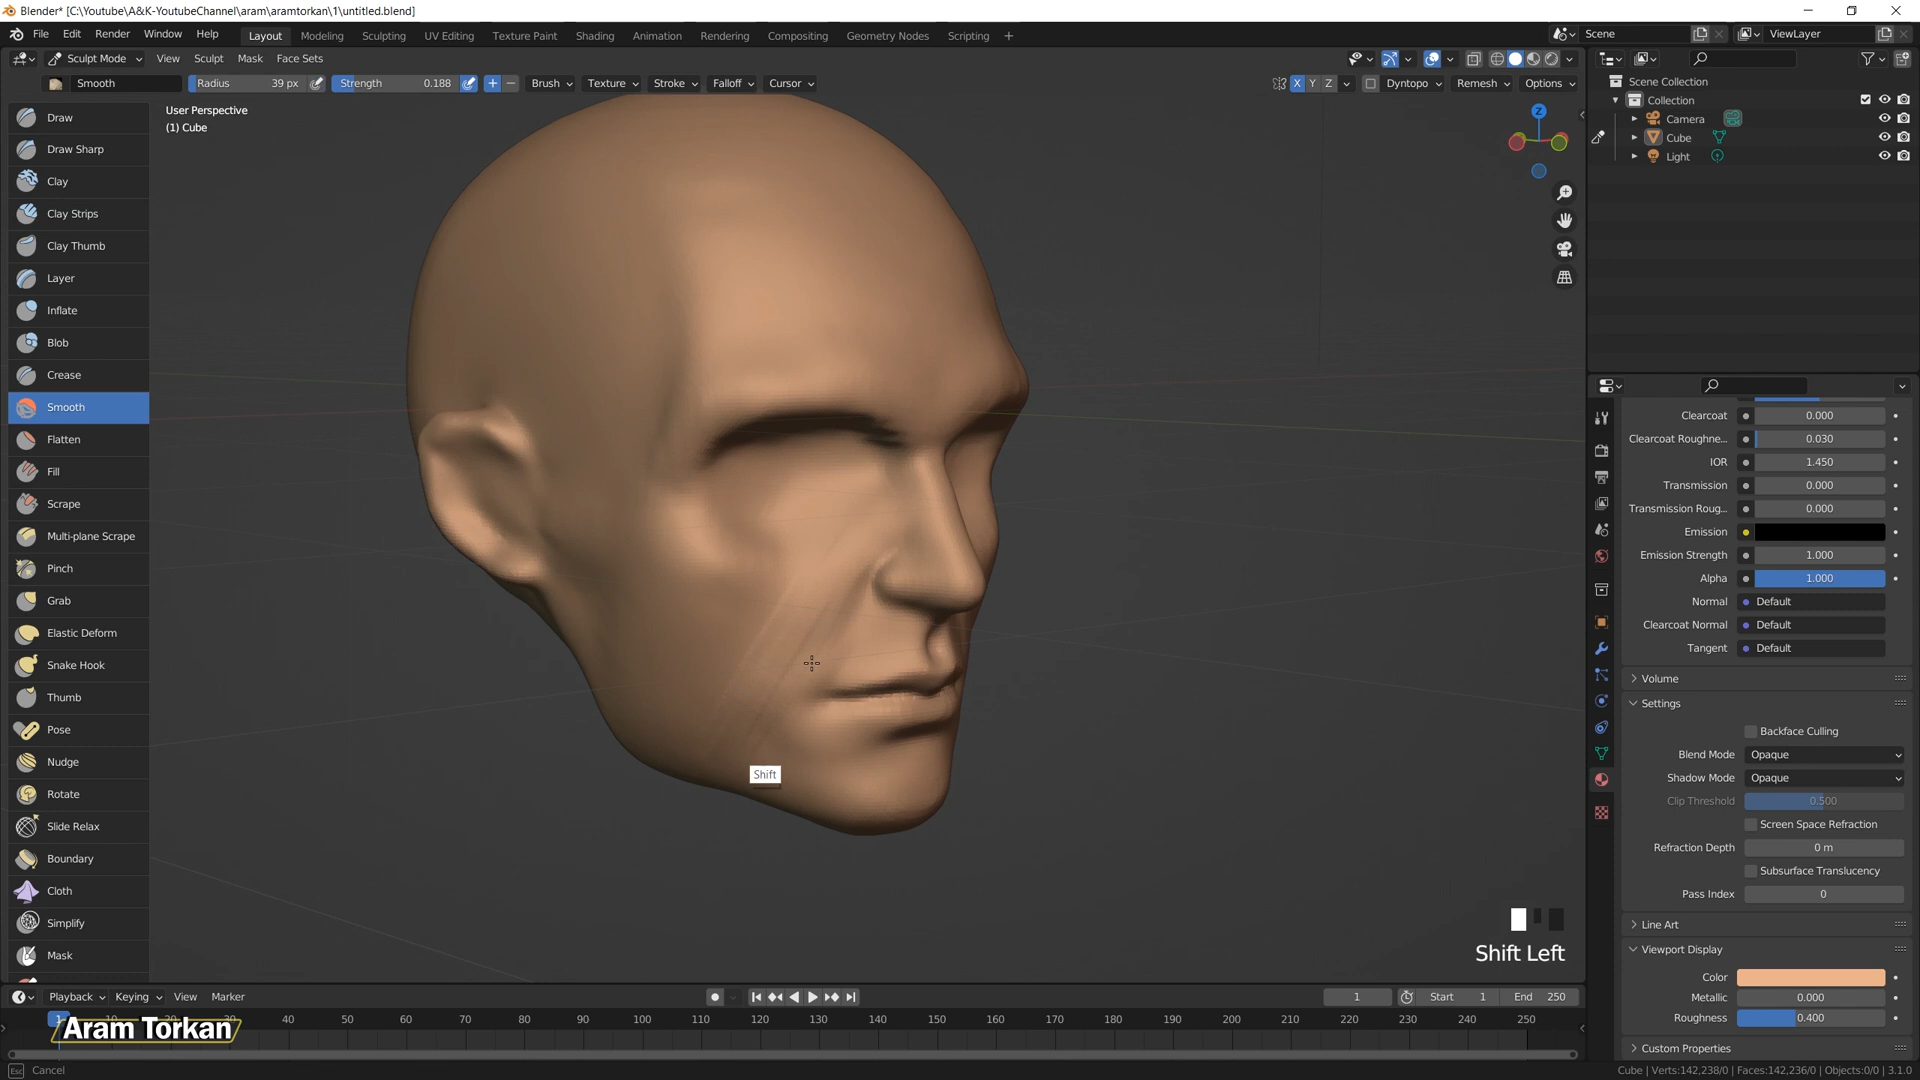 Blender* [C:\Youtube\A&K-YoutubeChannel\aram\aramtorkan\1\untitled.blend]
File Edit Render Window Help Layout Modeling Sculpting UV Editing Texture Paint Shading Animation Rendering Compositing Geometry Nodes Scripting + Scene ViewLayer
Sculpt Mode View Sculpt Mask Face Sets
Smooth Radius 39 px Strength 0.188 Brush Texture Stroke Falloff Cursor X Y Z Dyntopo Remesh Options
User Perspective
(1) Cube
Z
Draw
Draw Sharp
Clay
Clay Strips
Clay Thumb
Layer
Inflate
Blob
Crease
Smooth
Flatten
Fill
Scrape
Multi-plane Scrape
Pinch
Grab
Elastic Deform
Snake Hook
Thumb
Pose
Nudge
Rotate
Slide Relax
Boundary
Cloth
Simplify
Mask
Shift
Shift Left
Scene Collection
Collection
Camera
Cube
Light
Clearcoat 0.000
Clearcoat Roughne... 0.030
IOR 1.450
Transmission 0.000
Transmission Roug... 0.000
Emission
Emission Strength 1.000
Alpha 1.000
Normal Default
Clearcoat Normal Default
Tangent Default
Volume
Settings
Backface Culling
Blend Mode Opaque
Shadow Mode Opaque
Clip Threshold 0.500
Screen Space Refraction
Refraction Depth 0 m
Subsurface Translucency
Pass Index 0
Line Art
Viewport Display
Color
Metallic 0.000
Roughness 0.400
Custom Properties
Playback Keying View Marker 1 Start 1 End 250
1 40 50 60 70 80 90 100 110 120 130 140 150 160 170 180 190 200 210 220 230 240 250
Aram Torkan
Esc Cancel
Cube | Verts:142,238/0 | Faces:142,236/0 | Objects:0/0 | 3.1.0